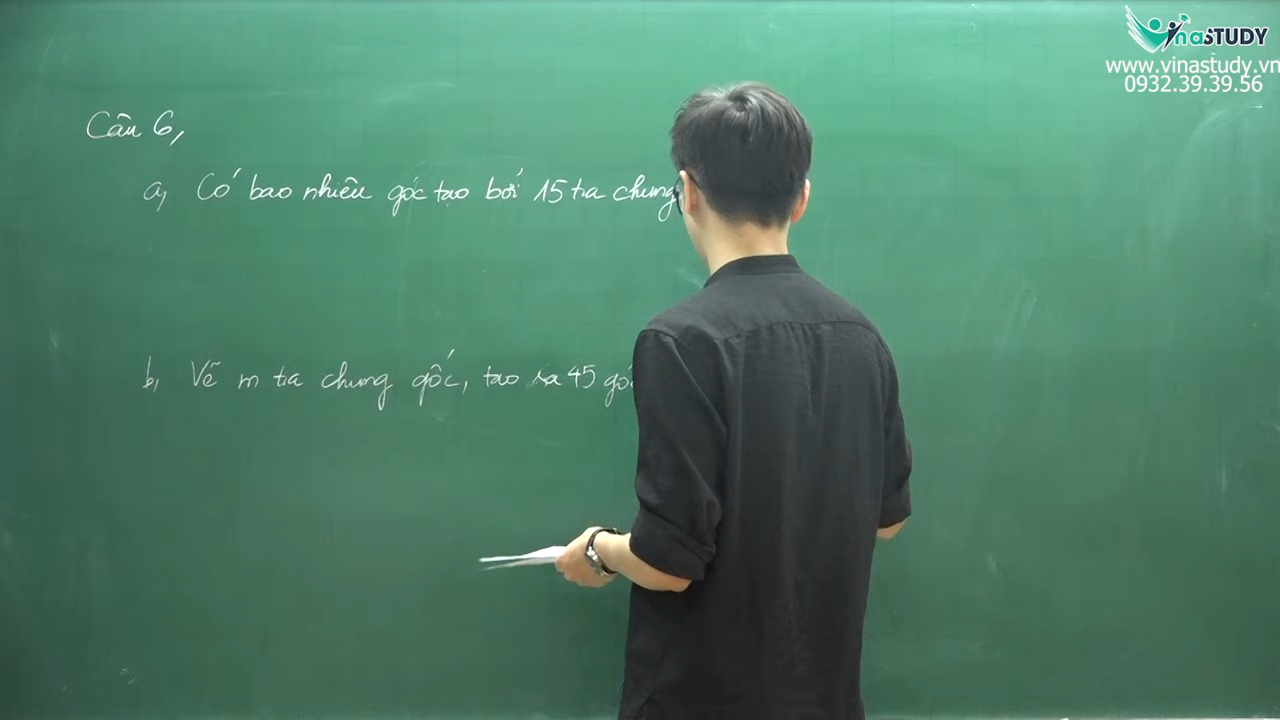 VinaSTUDY
www.vinastudy.vn
0932.39.39.56
Câu 6,
a, Có bao nhiêu góc tạo bởi 15 tia chung
b, Vẽ m tia chung gốc, tạo ra 45